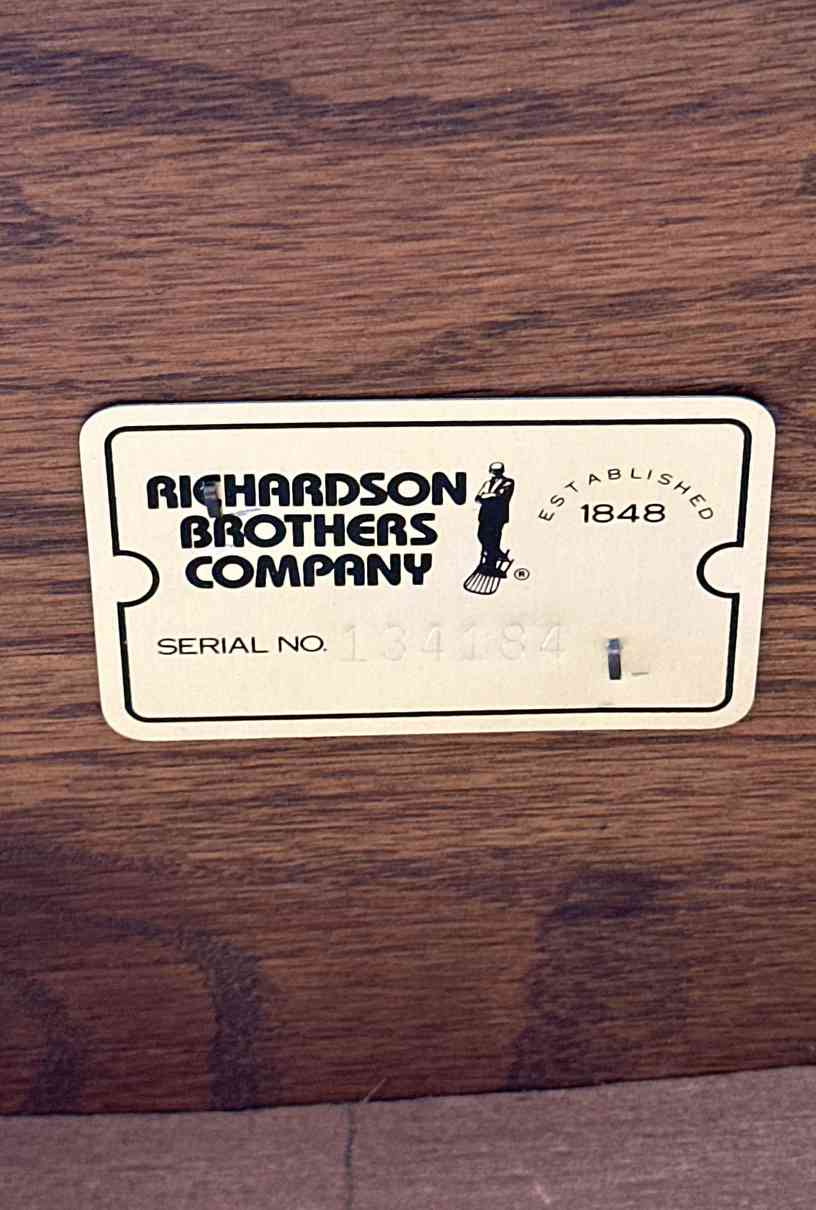 RICHARDSON
BROTHERS
COMPANY
®
ESTABLISHED
1848
SERIAL NO. 134184